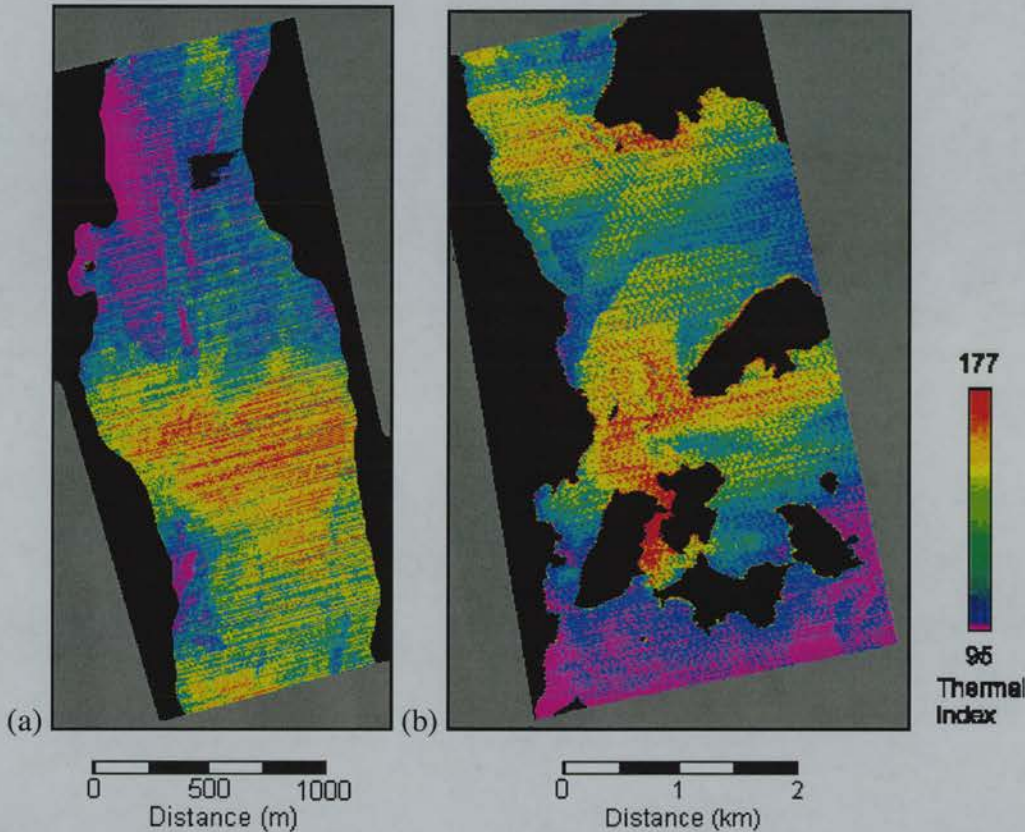 (a)
(b)
177
95
Thermal
Index
0 500 1000
Distance (m)
0 1 2
Distance (km)